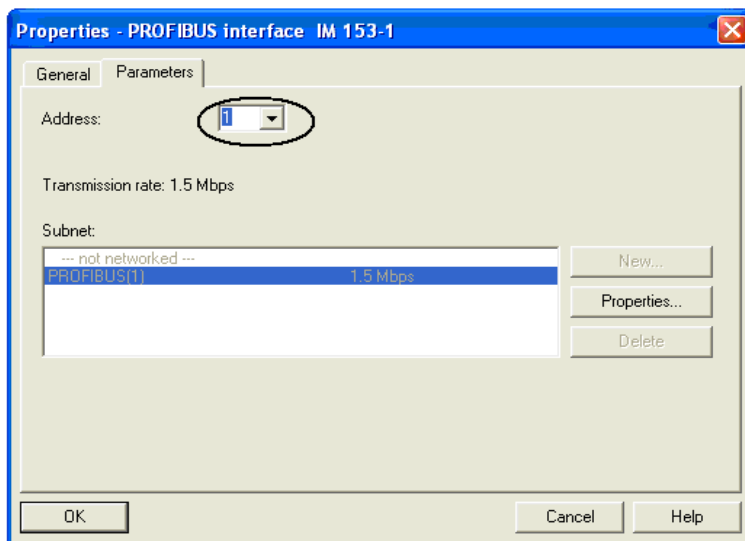 Properties - PROFIBUS interface IM 153-1
General Parameters
Address: 1
Transmission rate: 1.5 Mbps
Subnet:
--- not networked ---
PROFIBUS(1) 1.5 Mbps
New...
Properties...
Delete
OK Cancel Help